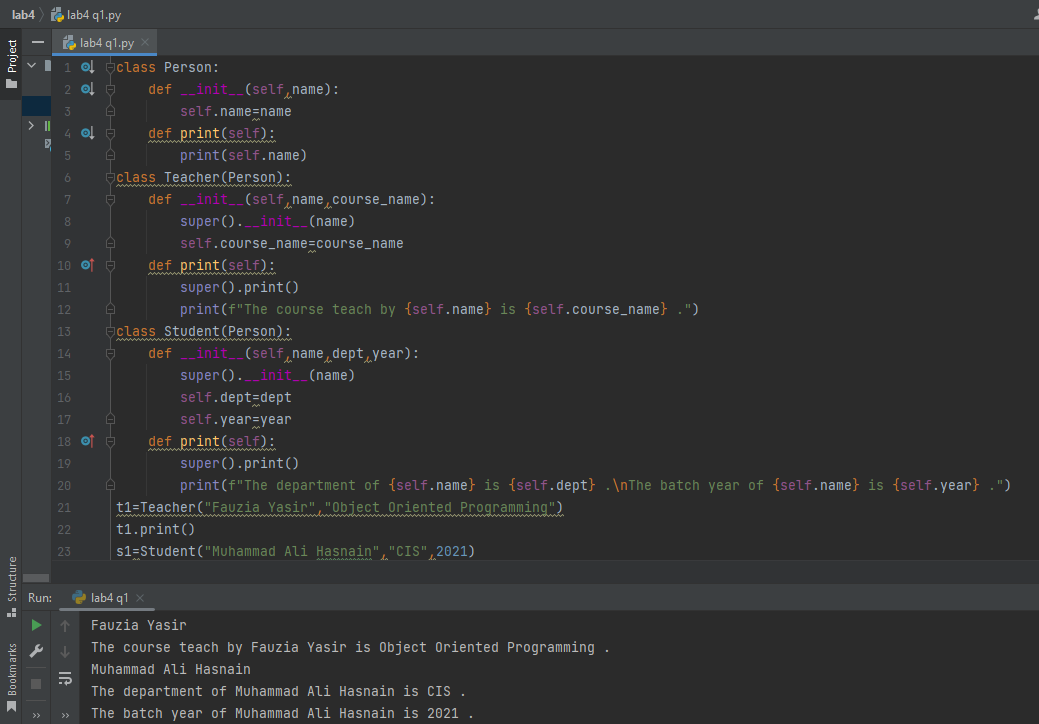 lab4 lab4 q1.py
Project
lab4 q1.py
1 class Person:
2 def __init__(self,name):
3 self.name=name
4 def print(self):
5 print(self.name)
6 class Teacher(Person):
7 def __init__(self,name,course_name):
8 super().__init__(name)
9 self.course_name=course_name
10 def print(self):
11 super().print()
12 print(f"The course teach by {self.name} is {self.course_name} .")
13 class Student(Person):
14 def __init__(self,name,dept,year):
15 super().__init__(name)
16 self.dept=dept
17 self.year=year
18 def print(self):
19 super().print()
20 print(f"The department of {self.name} is {self.dept} .\nThe batch year of {self.name} is {self.year} .")
21 t1=Teacher("Fauzia Yasir","Object Oriented Programming")
22 t1.print()
23 s1=Student("Muhammad Ali Hasnain","CIS",2021)
Structure
Bookmarks
Run: lab4 q1
Fauzia Yasir
The course teach by Fauzia Yasir is Object Oriented Programming .
Muhammad Ali Hasnain
The department of Muhammad Ali Hasnain is CIS .
The batch year of Muhammad Ali Hasnain is 2021 .